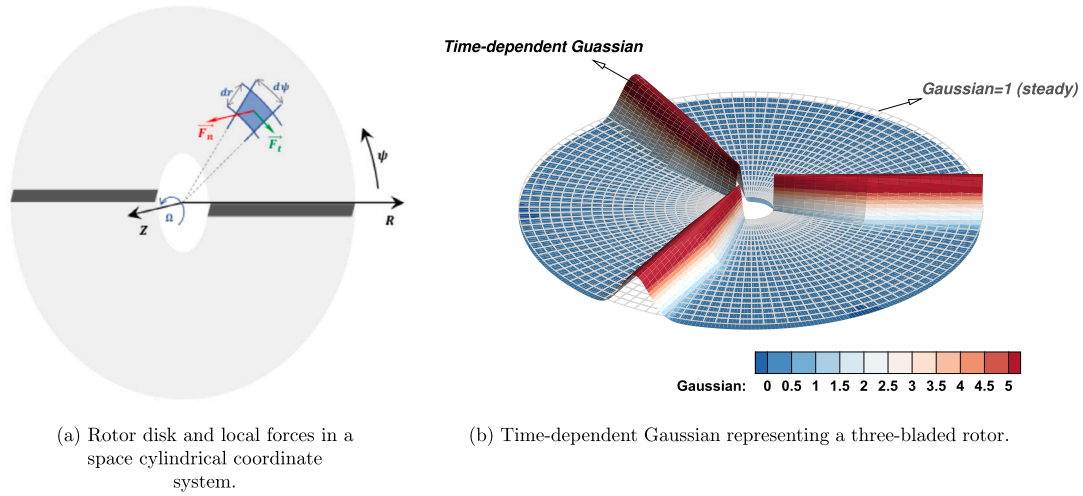 dr
dψ
F_n
F_t
ψ
Ω
Z
R
(a) Rotor disk and local forces in a
space cylindrical coordinate
system.
Time-dependent Guassian
Gaussian=1 (steady)
Gaussian: 0 0.5 1 1.5 2 2.5 3 3.5 4 4.5 5
(b) Time-dependent Gaussian representing a three-bladed rotor.